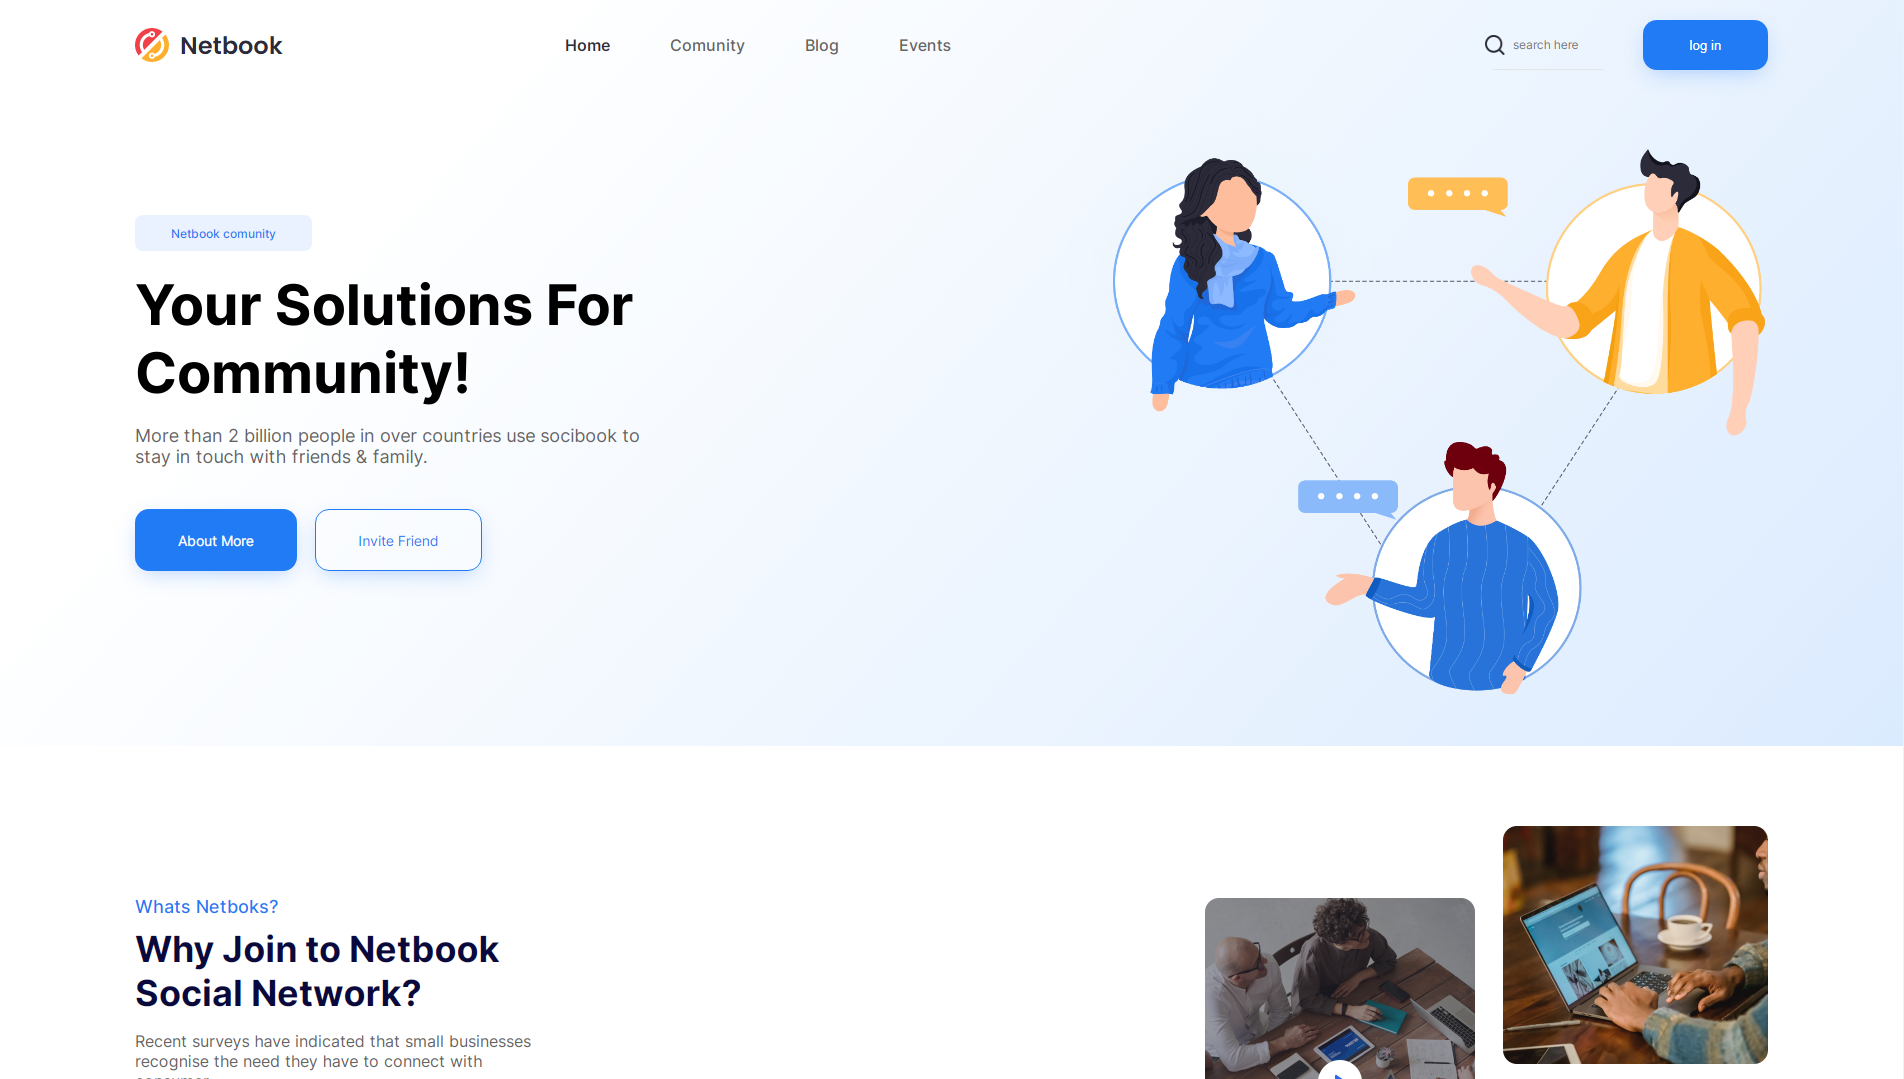 Netbook
Home
Comunity
Blog
Events
search here
log in
Netbook comunity
Your Solutions For
Community!
More than 2 billion people in over countries use socibook to
stay in touch with friends & family.
About More
Invite Friend
Whats Netboks?
Why Join to Netbook
Social Network?
Recent surveys have indicated that small businesses
recognise the need they have to connect with